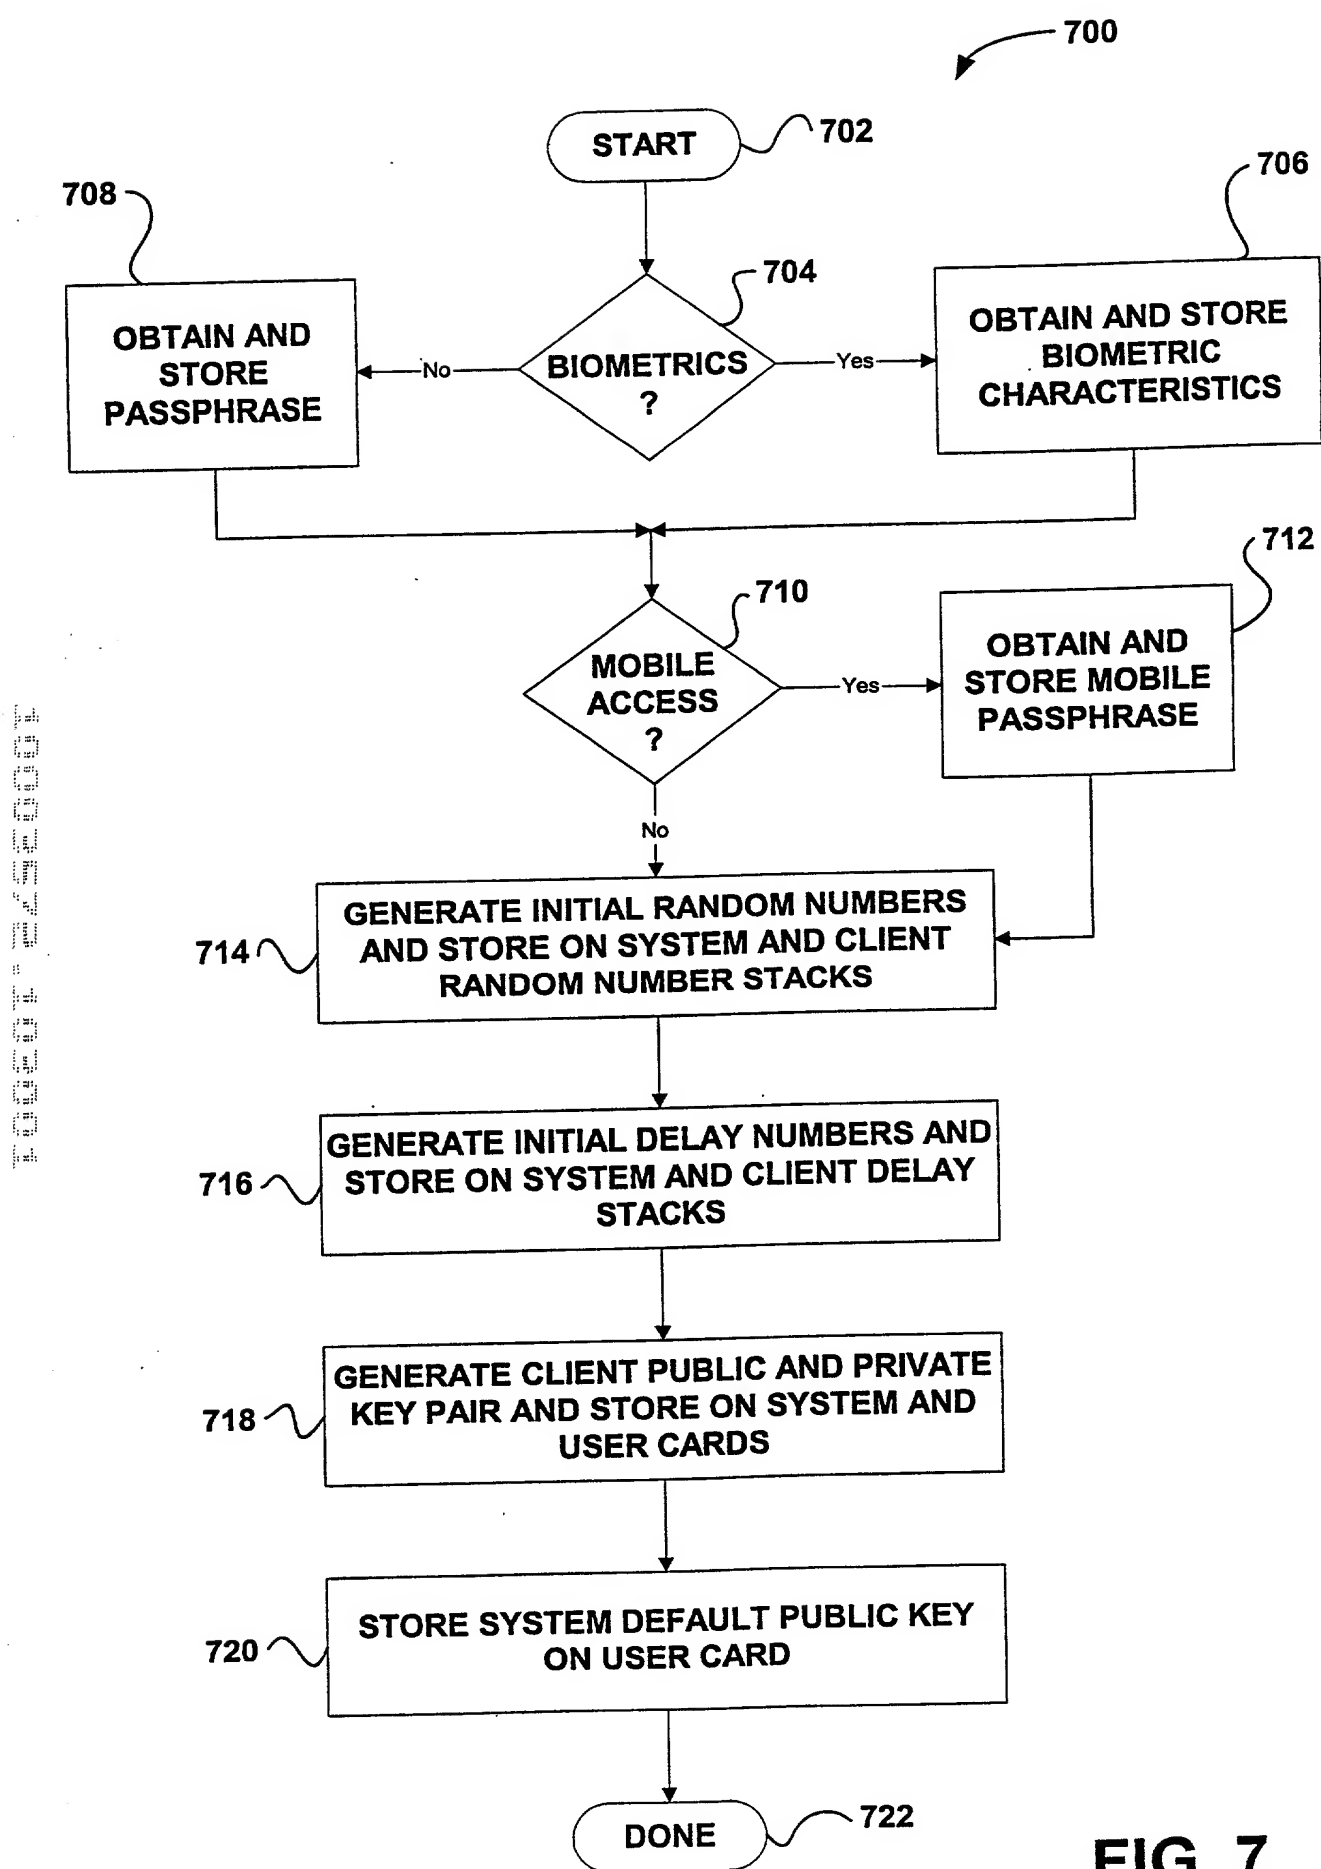 700
START
702
708
706
704
OBTAIN AND
STORE
PASSPHRASE
No
BIOMETRICS
?
Yes
OBTAIN AND STORE
BIOMETRIC
CHARACTERISTICS
712
710
MOBILE
ACCESS
?
Yes
OBTAIN AND
STORE MOBILE
PASSPHRASE
No
714
GENERATE INITIAL RANDOM NUMBERS
AND STORE ON SYSTEM AND CLIENT
RANDOM NUMBER STACKS
716
GENERATE INITIAL DELAY NUMBERS AND
STORE ON SYSTEM AND CLIENT DELAY
STACKS
718
GENERATE CLIENT PUBLIC AND PRIVATE
KEY PAIR AND STORE ON SYSTEM AND
USER CARDS
720
STORE SYSTEM DEFAULT PUBLIC KEY
ON USER CARD
DONE
722
FIG. 7